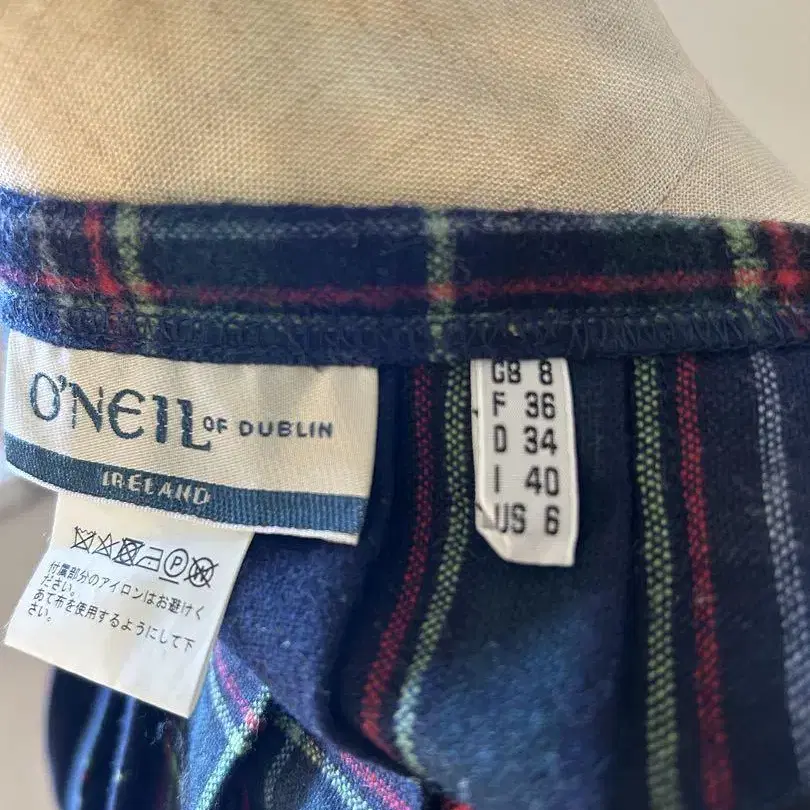 O'NEIL OF DUBLIN
IRELAND
GB 8
F 36
D 34
I 40
US 6
P
付属部分のアイロンはお避けく
ださい。
あて布を使用するようにして下
さい。